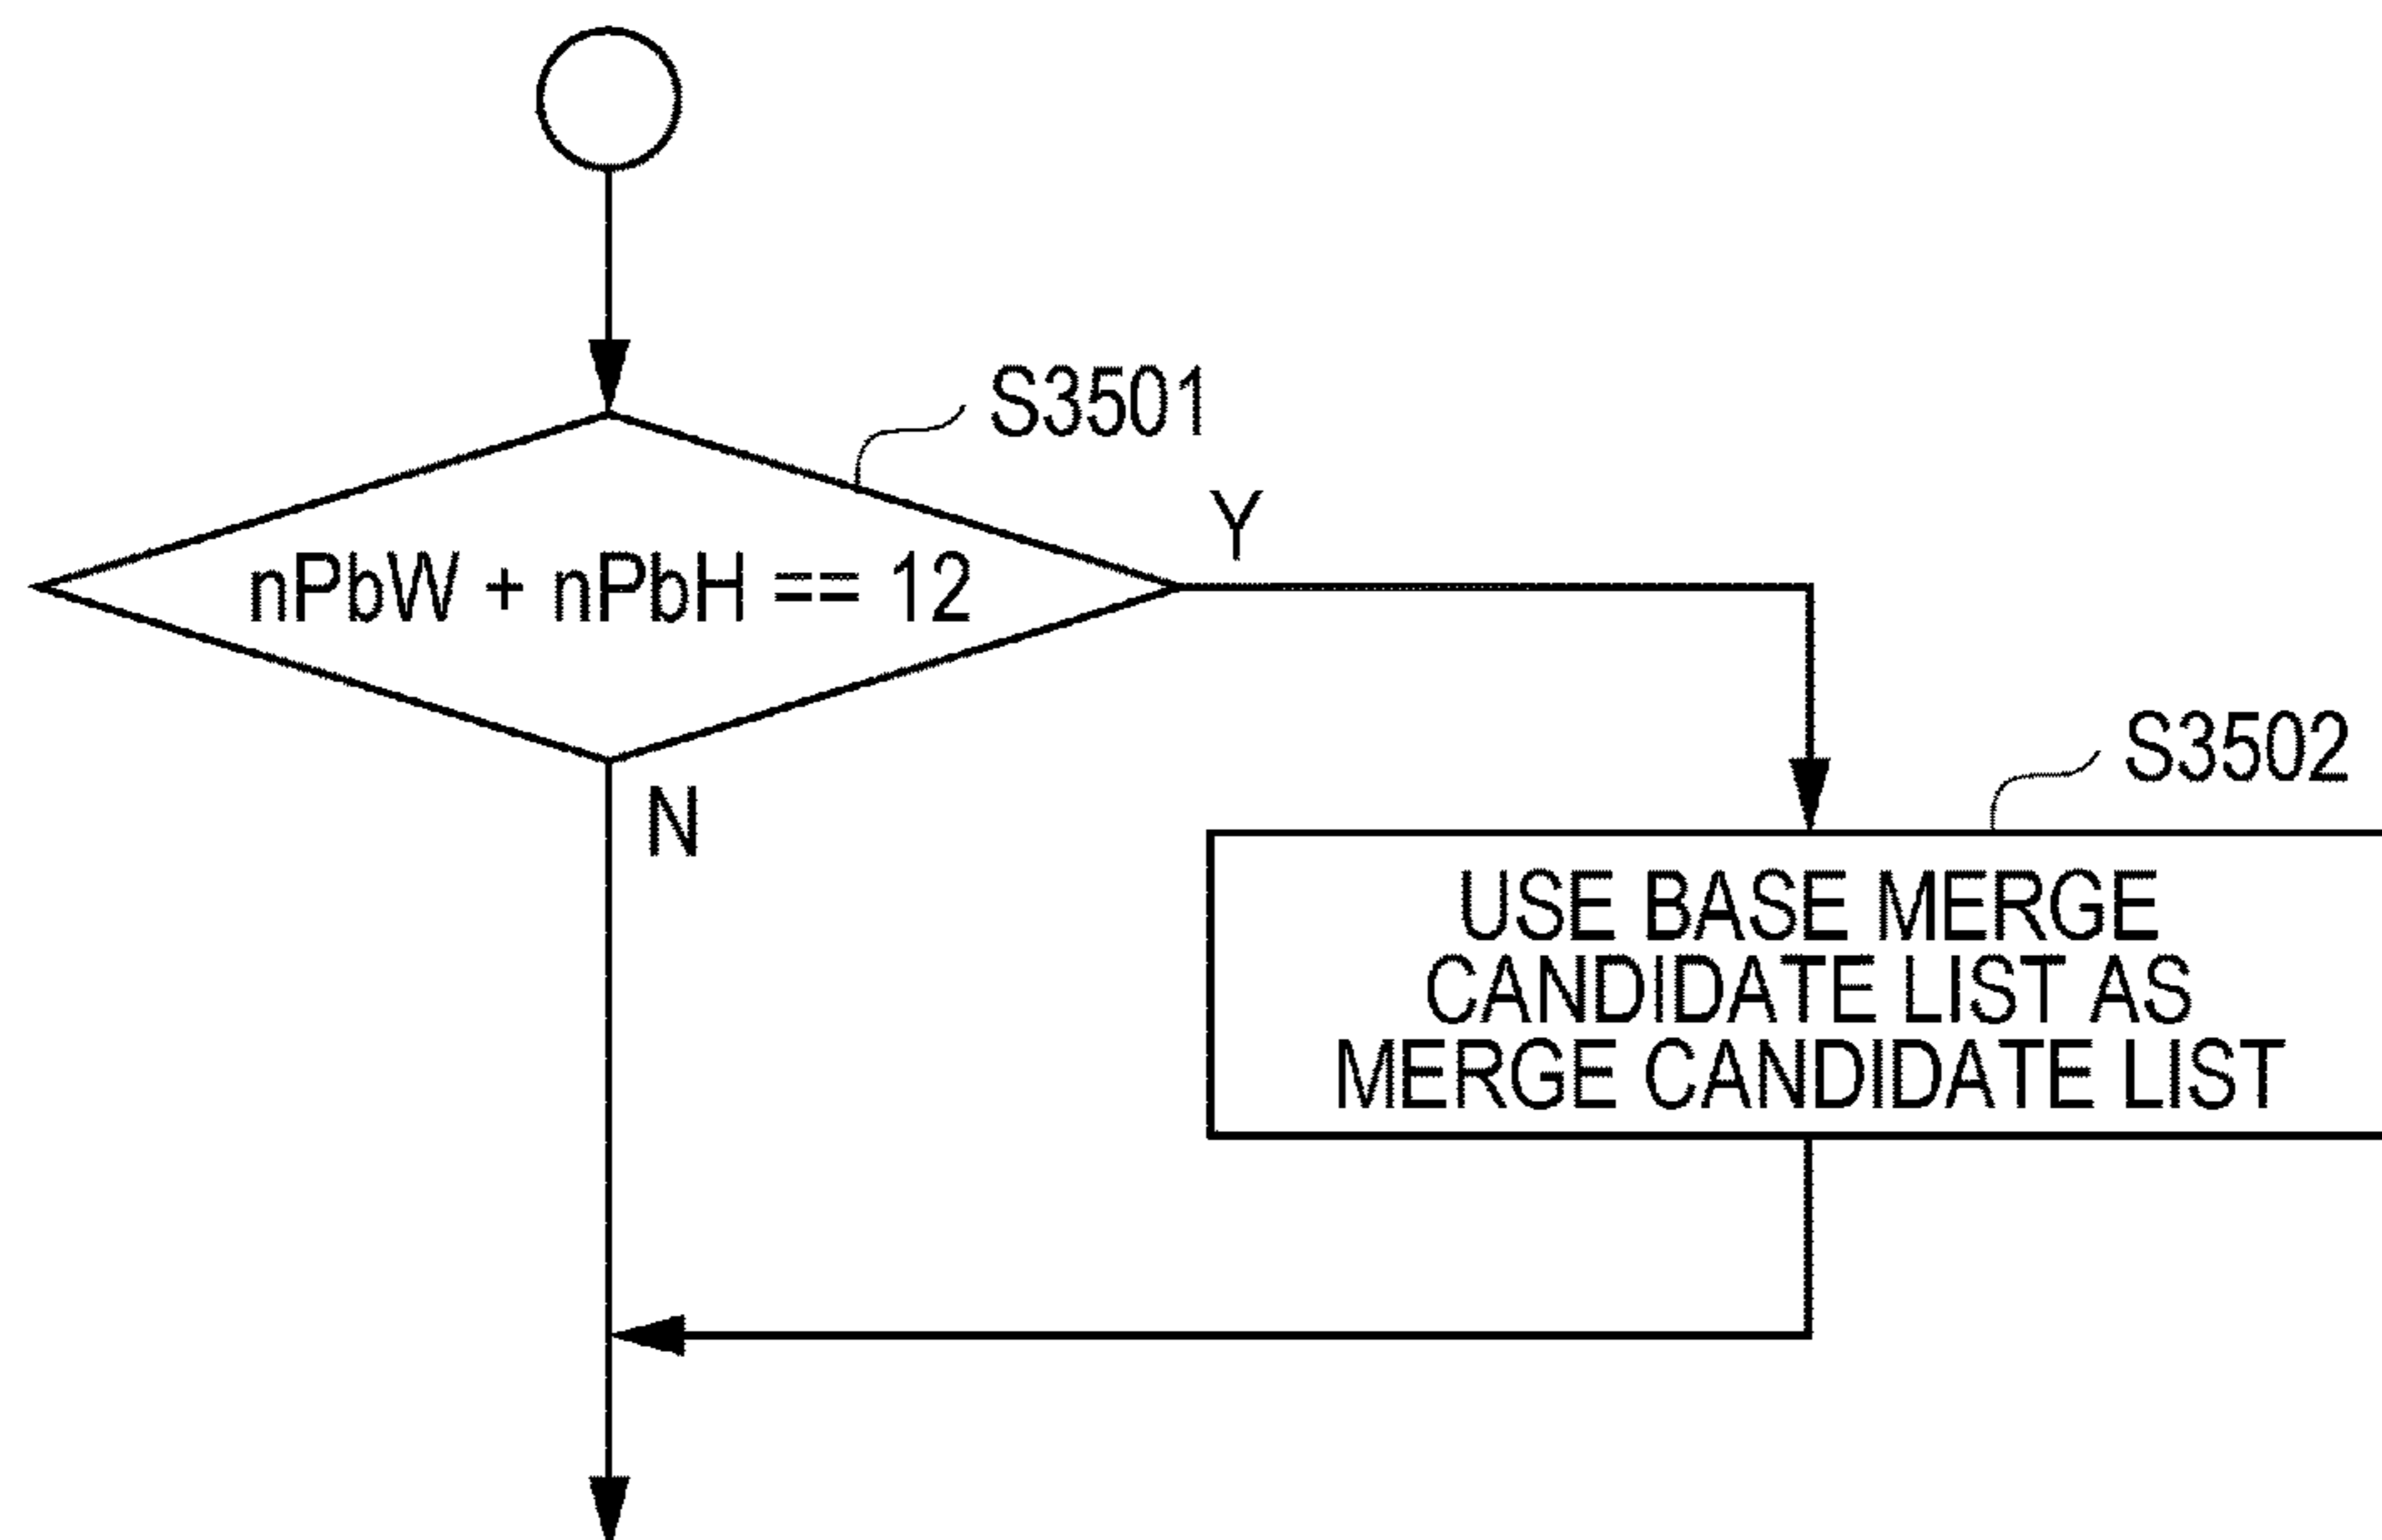 S3501
nPbW + nPbH == 12
Y
N
S3502
USE BASE MERGE
CANDIDATE LIST AS
MERGE CANDIDATE LIST